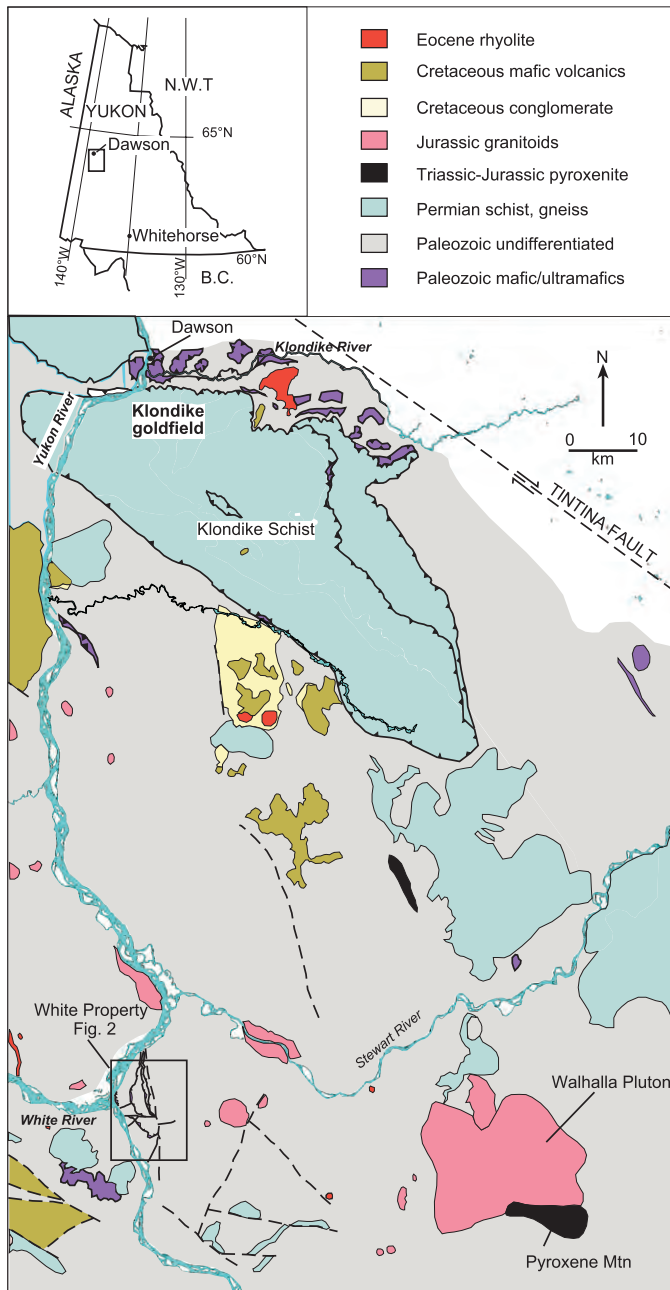 ALASKA
N.W.T
YUKON
65°N
Dawson
Whitehorse
60°N
140°W
130°W
B.C.
Eocene rhyolite
Cretaceous mafic volcanics
Cretaceous conglomerate
Jurassic granitoids
Triassic-Jurassic pyroxenite
Permian schist, gneiss
Paleozoic undifferentiated
Paleozoic mafic/ultramafics
Dawson
Klondike River
N
Yukon River
Klondike
goldfield
0 10
km
TINTINA FAULT
Klondike Schist
White Property
Fig. 2
Stewart River
Walhalla Pluton
White River
Pyroxene Mtn